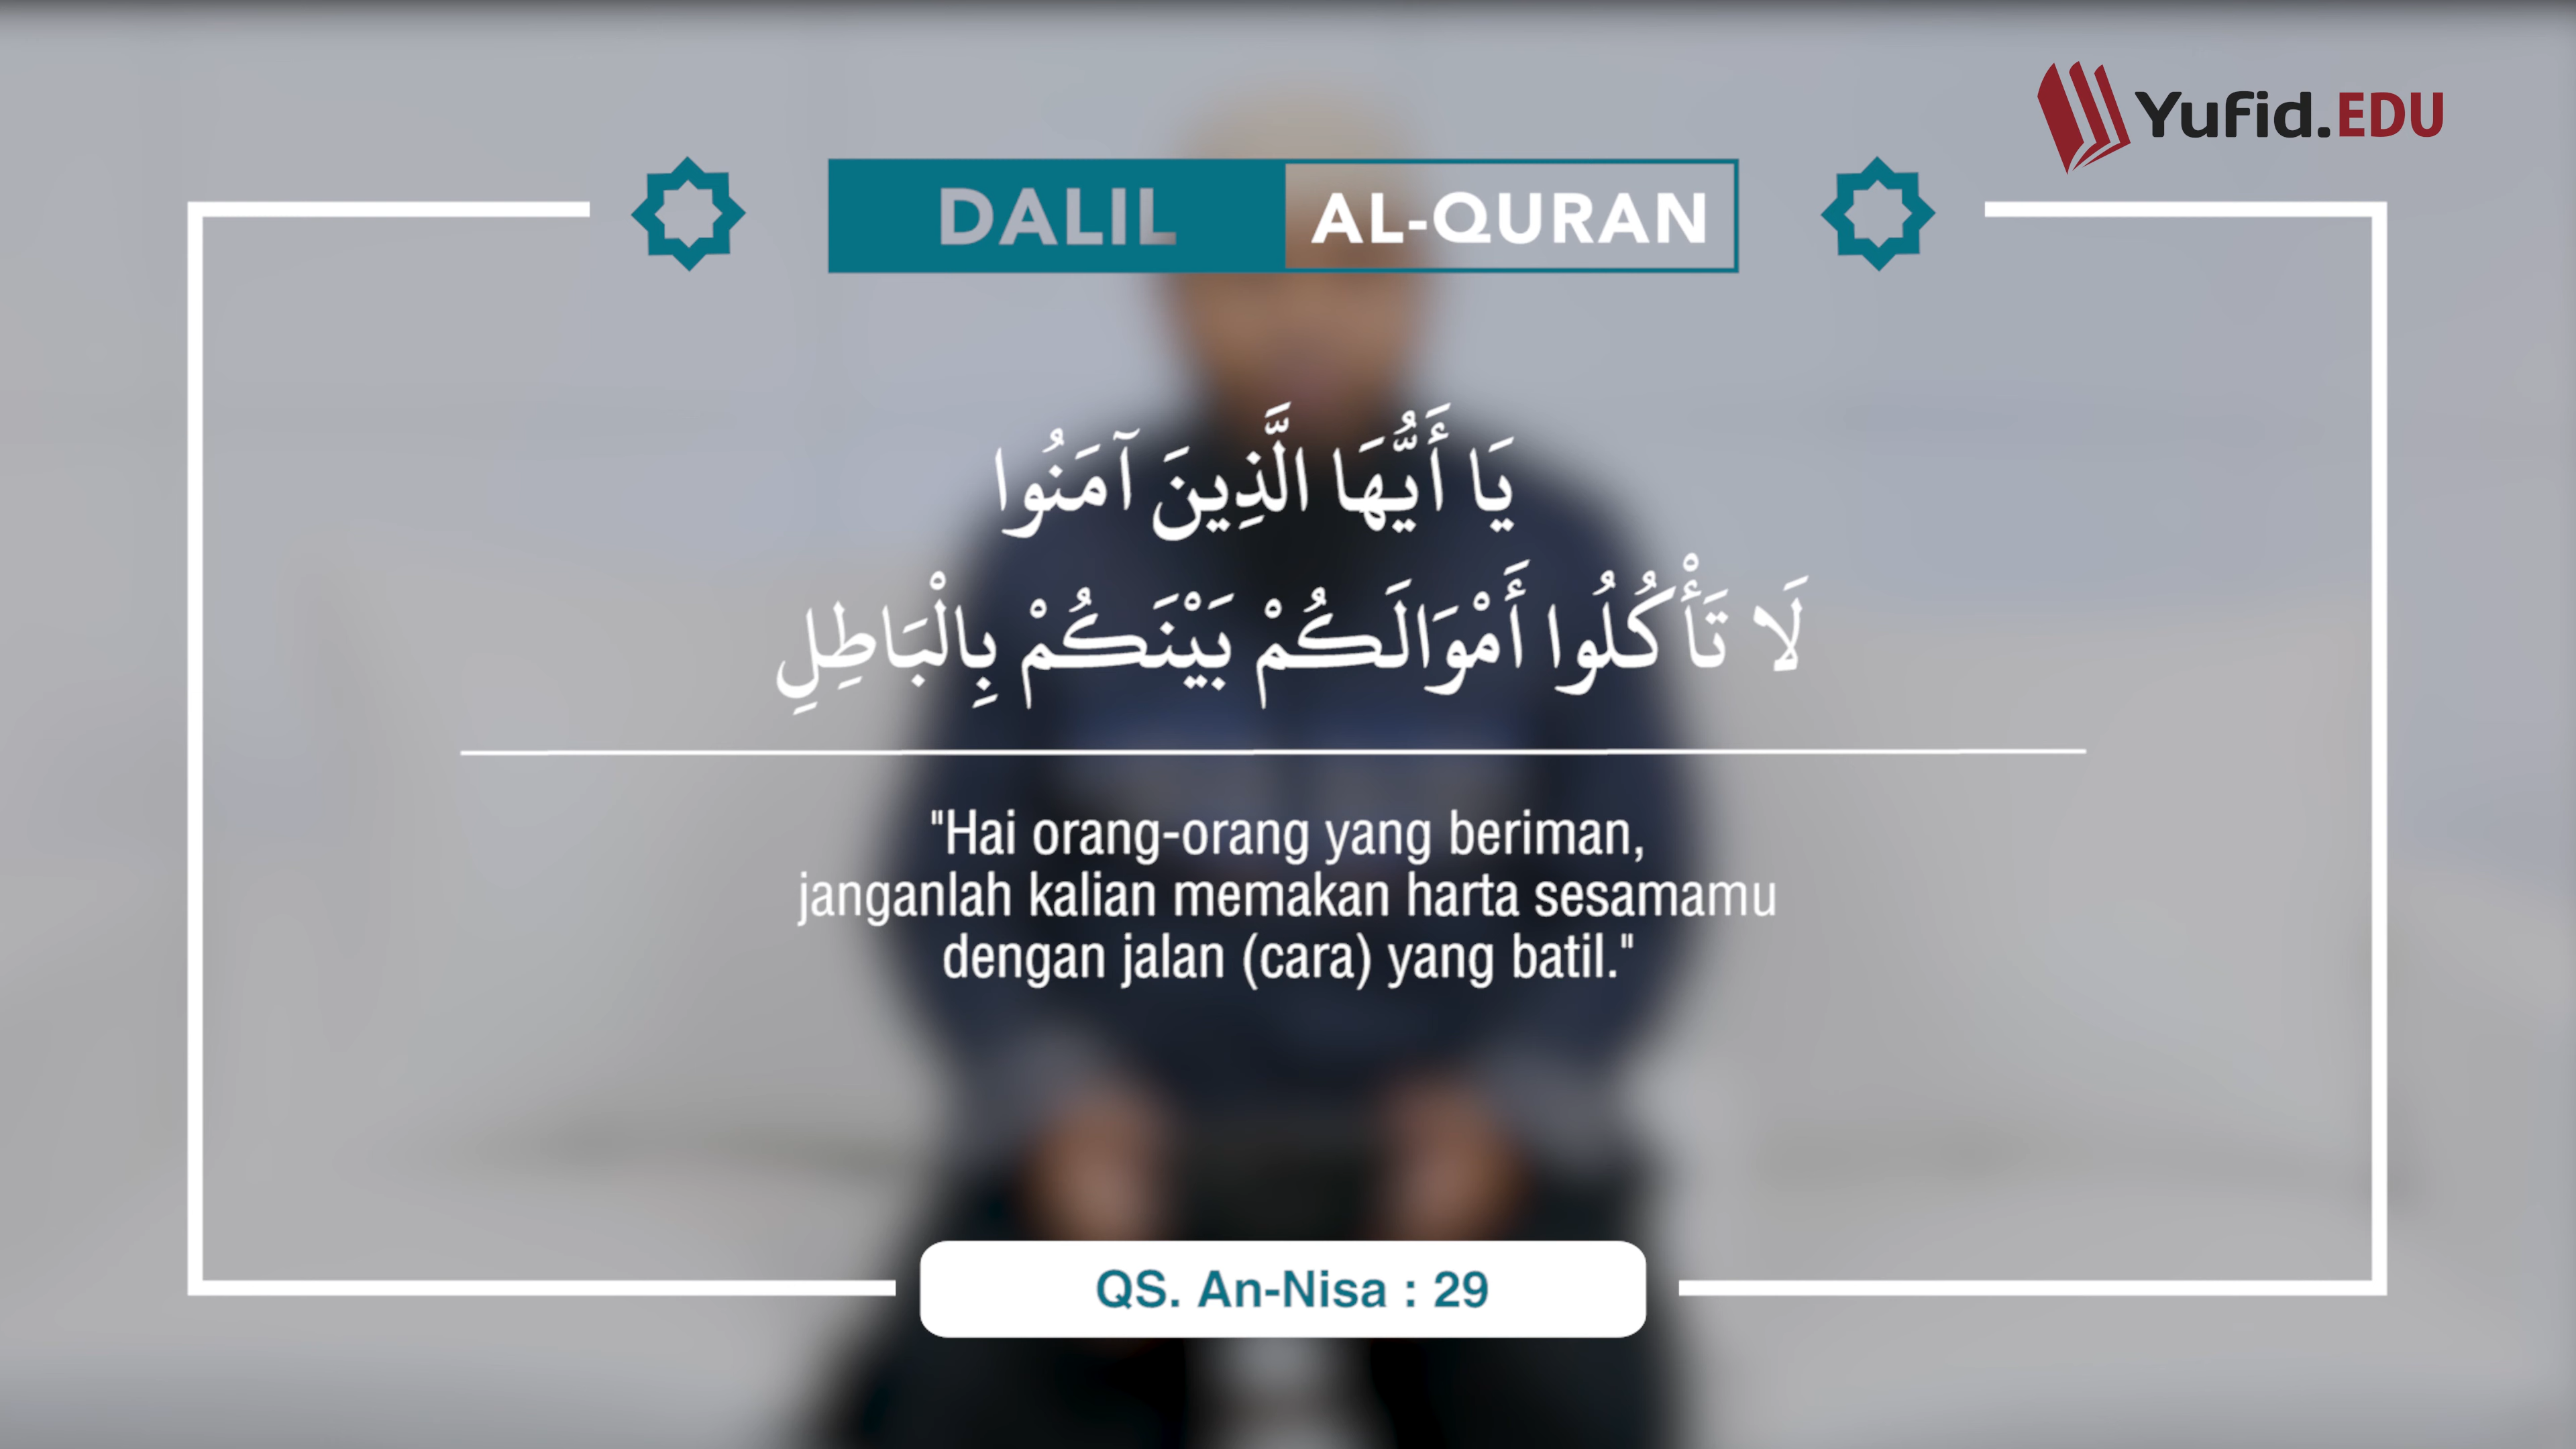 Yufid.EDU
DALIL AL-QURAN
يَا أَيُّهَا الَّذِينَ آمَنُوا
لَا تَأْكُلُوا أَمْوَالَكُمْ بَيْنَكُمْ بِالْبَاطِلِ
"Hai orang-orang yang beriman,
janganlah kalian memakan harta sesamamu
dengan jalan (cara) yang batil."
QS. An-Nisa : 29